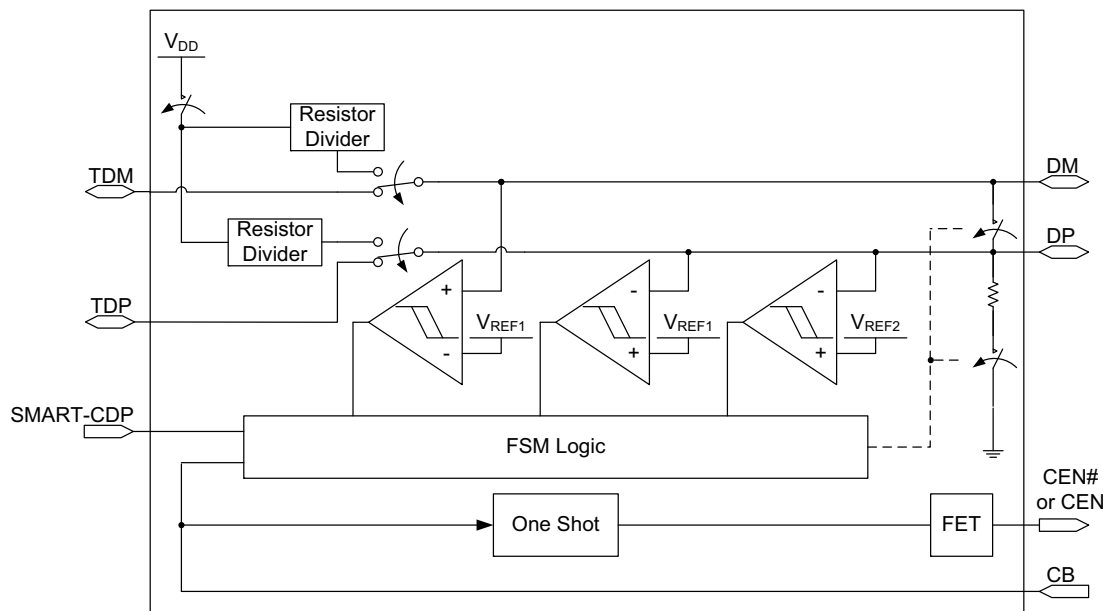 VDD
Resistor
Divider
TDM
DM
Resistor
Divider
DP
TDP
+
-
-
VREF1
-
VREF1
+
VREF2
+
SMART-CDP
FSM Logic
CEN#
or CEN
One Shot
FET
CB